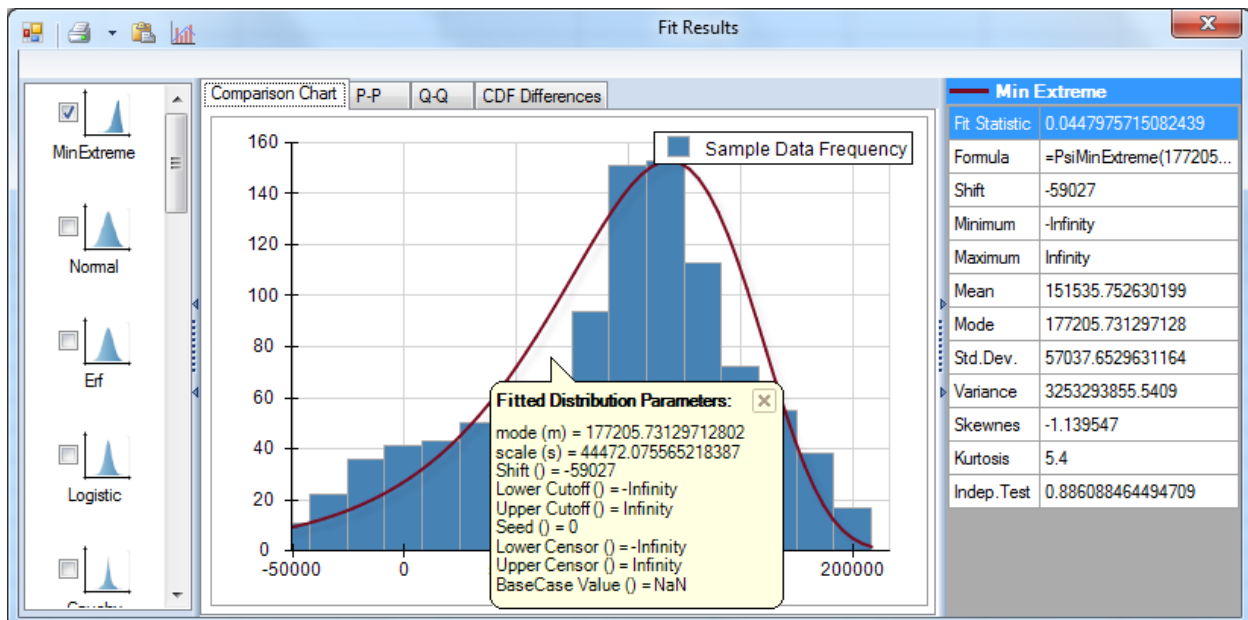 Fit Results
MinExtreme
Normal
Erf
Logistic
Comparison Chart P-P Q-Q CDF Differences
Sample Data Frequency
160
140
120
100
80
60
40
20
0
-50000 0 200000
Fitted Distribution Parameters:
mode (m) = 177205.73129712802
scale (s) = 44472.075565218387
Shift () = -59027
Lower Cutoff () = -Infinity
Upper Cutoff () = Infinity
Seed () = 0
Lower Censor () = -Infinity
Upper Censor () = Infinity
BaseCase Value () = NaN
Min Extreme
Fit Statistic 0.0447975715082439
Formula =PsiMinExtreme(177205...
Shift -59027
Minimum -Infinity
Maximum Infinity
Mean 151535.752630199
Mode 177205.731297128
Std.Dev. 57037.6529631164
Variance 3253293855.5409
Skewnes -1.139547
Kurtosis 5.4
Indep.Test 0.886088464494709